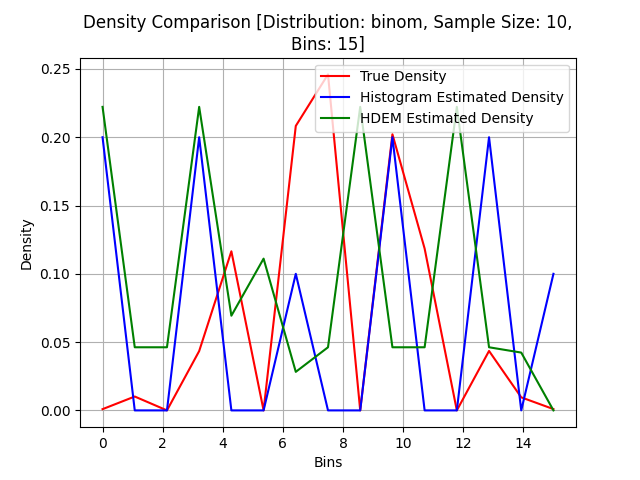 Density Comparison [Distribution: binom, Sample Size: 10,
Bins: 15]
True Density
Histogram Estimated Density
HDEM Estimated Density
Density
0.25
0.20
0.15
0.10
0.05
0.00
0 2 4 6 8 10 12 14
Bins